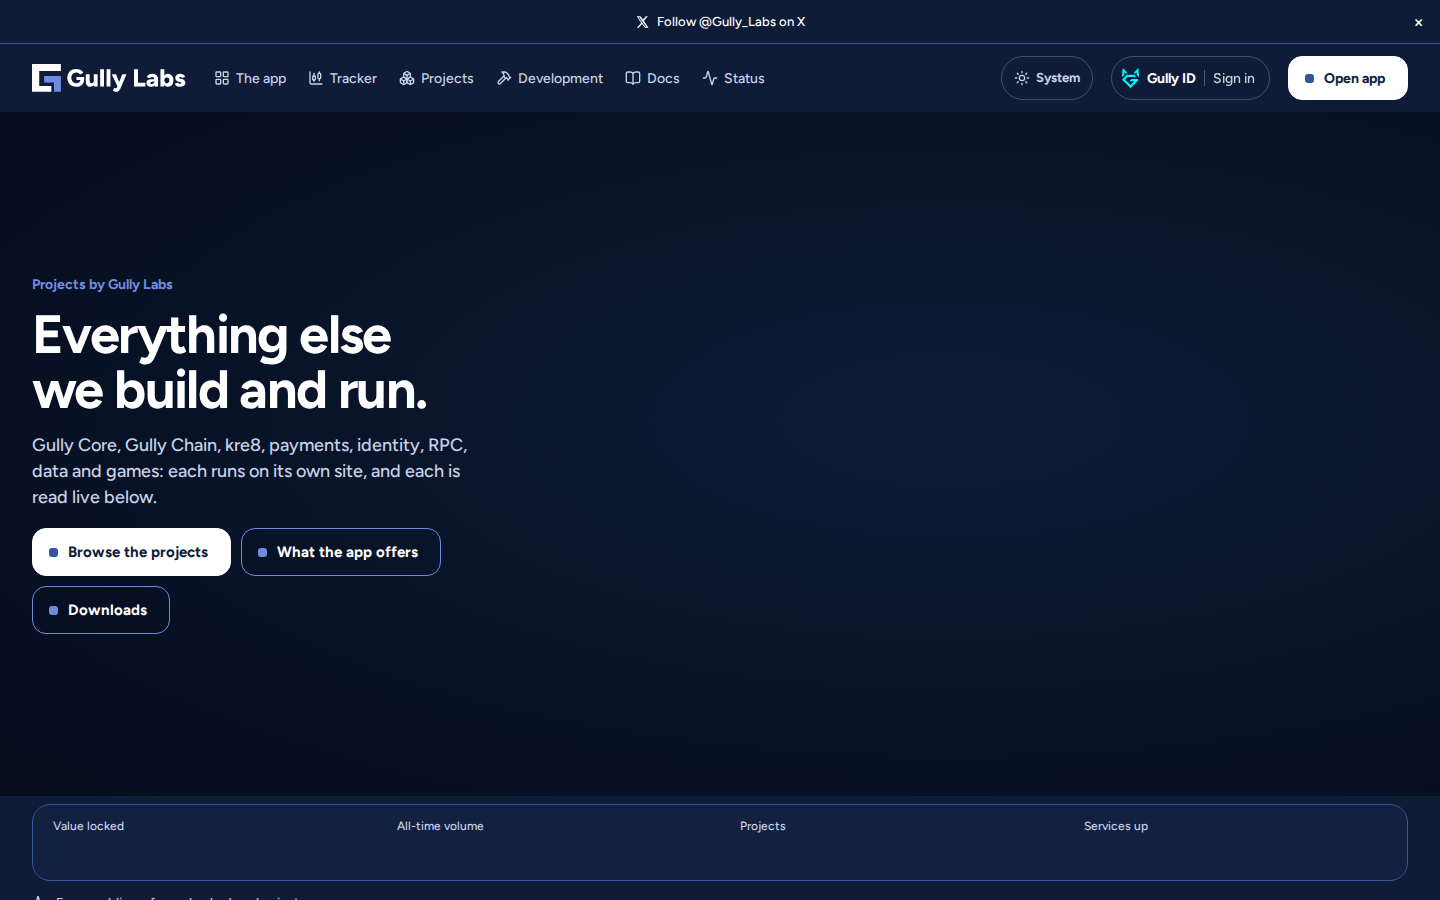 Follow @Gully_Labs on X
×
Gully Labs
The app
Tracker
Projects
Development
Docs
Status
System
Gully ID
Sign in
Open app
Projects by Gully Labs
Everything else
we build and run.
Gully Core, Gully Chain, kre8, payments, identity, RPC,
data and games: each runs on its own site, and each is
read live below.
Browse the projects
What the app offers
Downloads
Value locked
All-time volume
Projects
Services up